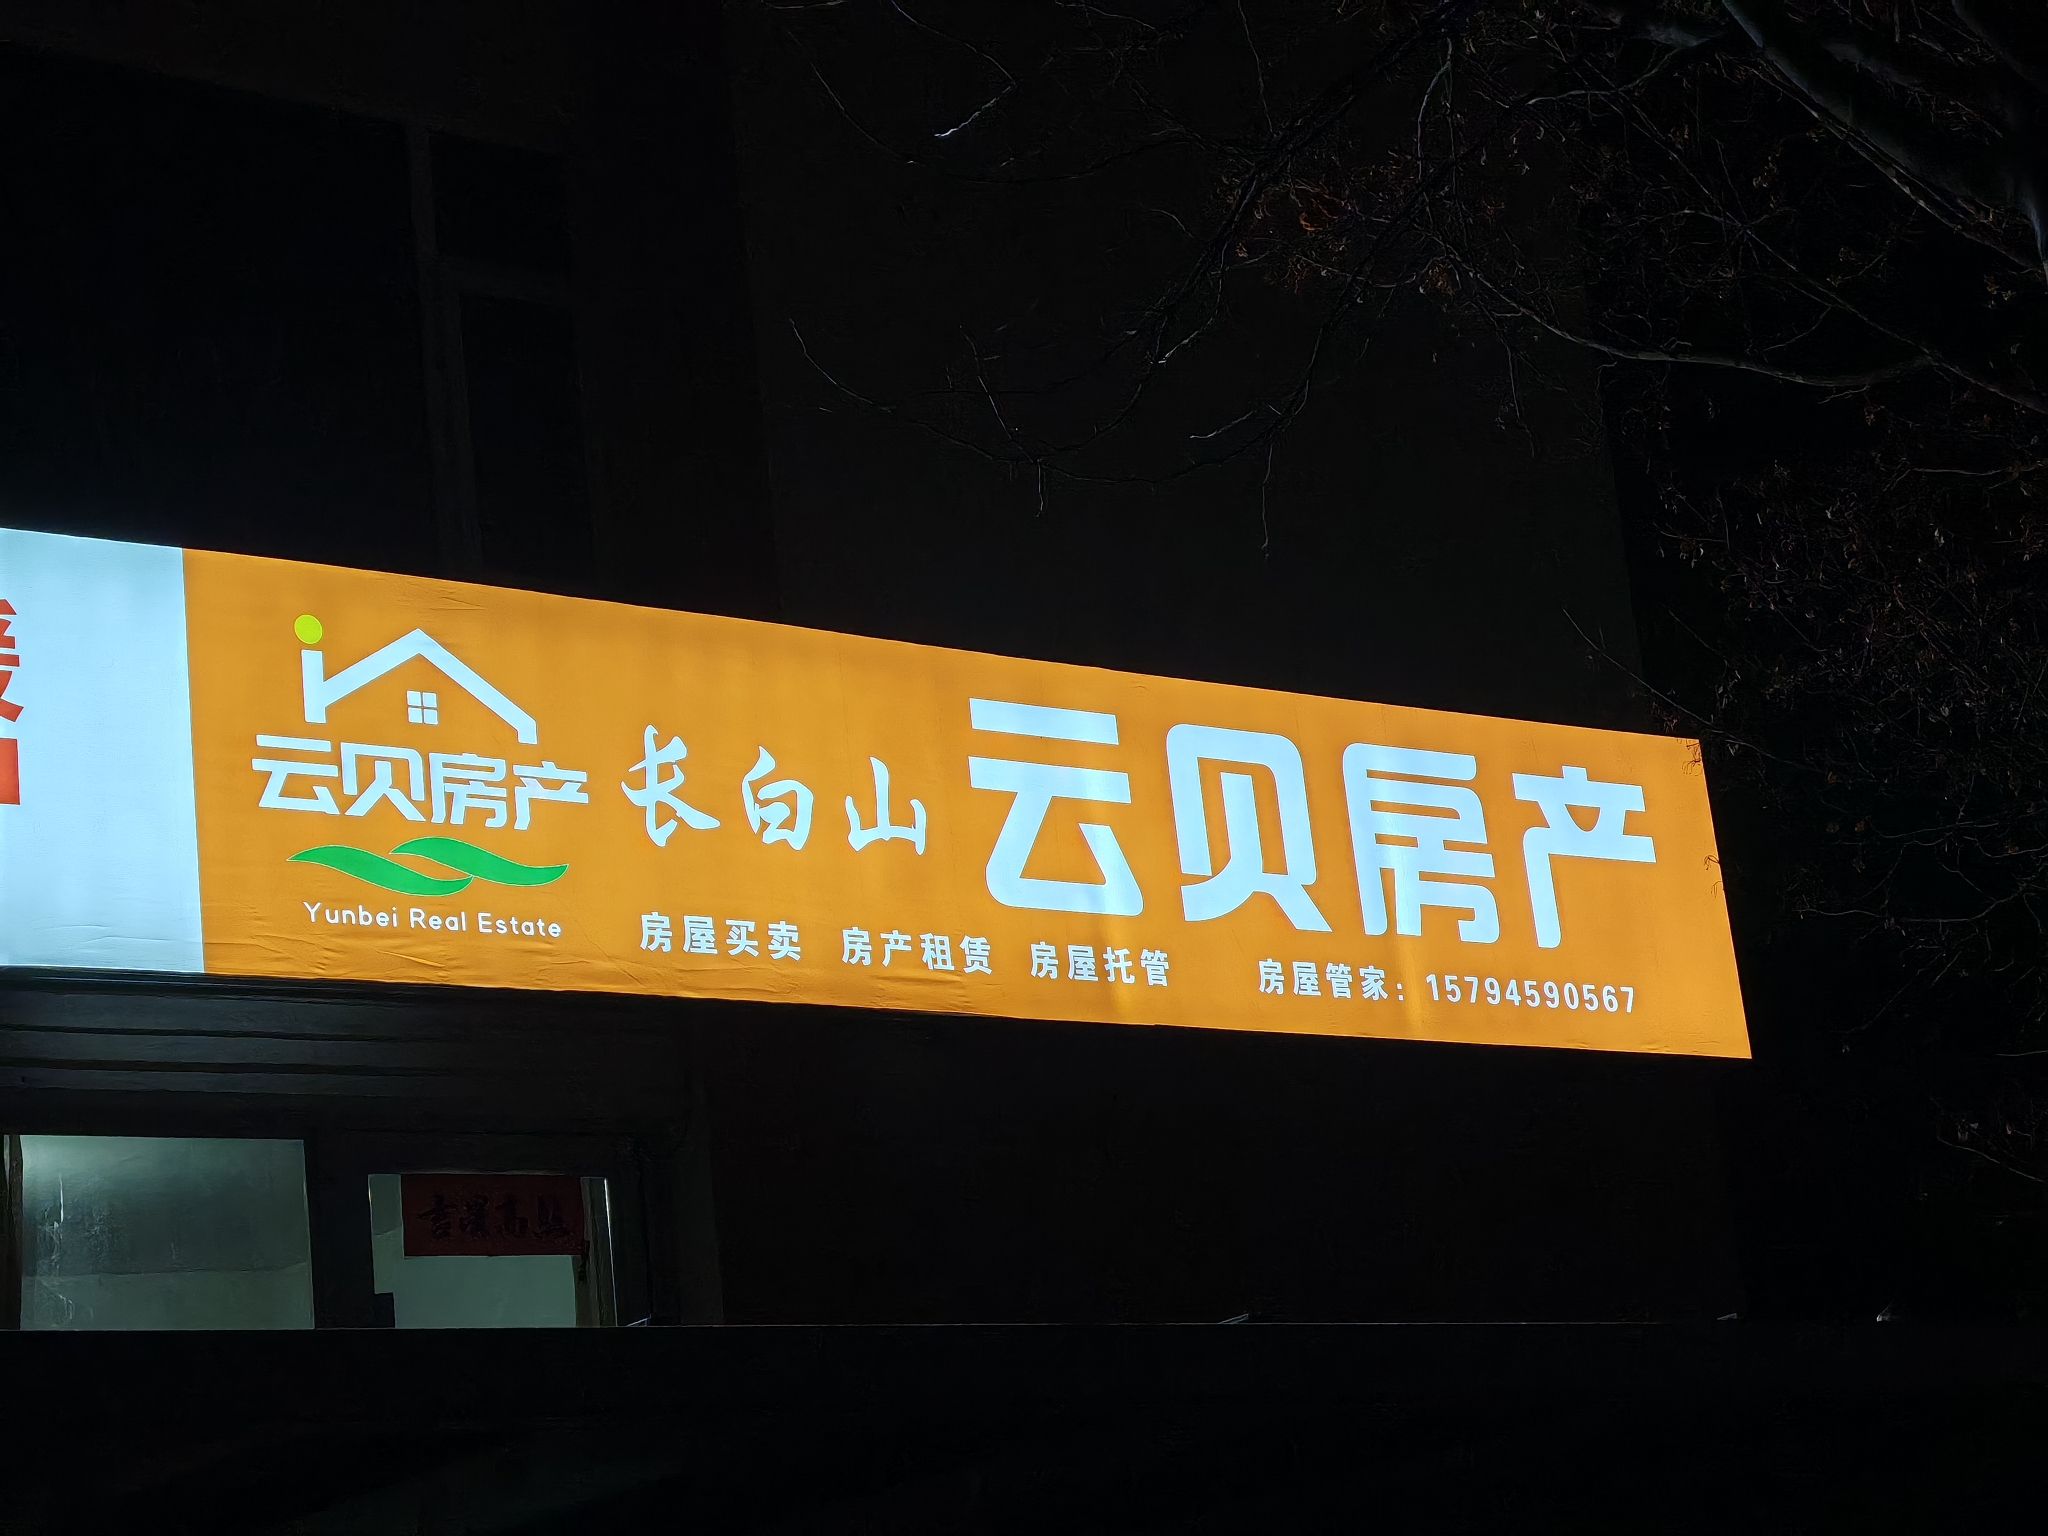 云贝房产
Yunbei Real Estate
长白山 云贝房产
房屋买卖 房产租赁 房屋托管 房屋管家：15794590567